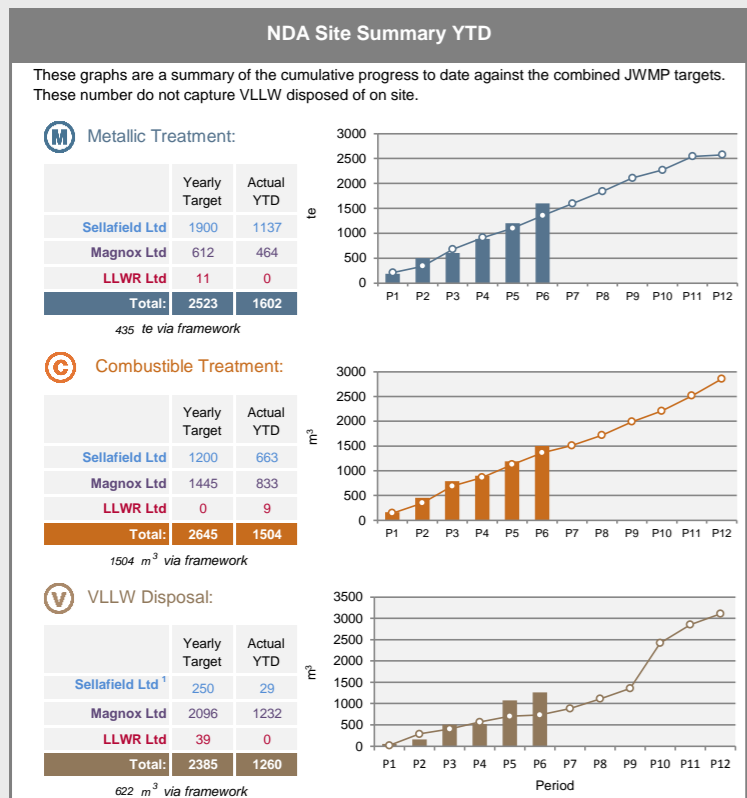 NDA Site Summary YTD
These graphs are a summary of the cumulative progress to date against the combined JWMP targets.
These number do not capture VLLW disposed of on site.
M Metallic Treatment:
Yearly Target Actual YTD
Sellafield Ltd 1900 1137
Magnox Ltd 612 464
LLWR Ltd 11 0
Total: 2523 1602
435 te via framework
te
3000
2500
2000
1500
1000
500
0
P1 P2 P3 P4 P5 P6 P7 P8 P9 P10 P11 P12
C Combustible Treatment:
Yearly Target Actual YTD
Sellafield Ltd 1200 663
Magnox Ltd 1445 833
LLWR Ltd 0 9
Total: 2645 1504
1504 m³ via framework
m³
3000
2500
2000
1500
1000
500
0
P1 P2 P3 P4 P5 P6 P7 P8 P9 P10 P11 P12
V VLLW Disposal:
Yearly Target Actual YTD
Sellafield Ltd ¹ 250 29
Magnox Ltd 2096 1232
LLWR Ltd 39 0
Total: 2385 1260
622 m³ via framework
m³
3500
3000
2500
2000
1500
1000
500
0
P1 P2 P3 P4 P5 P6 P7 P8 P9 P10 P11 P12
Period